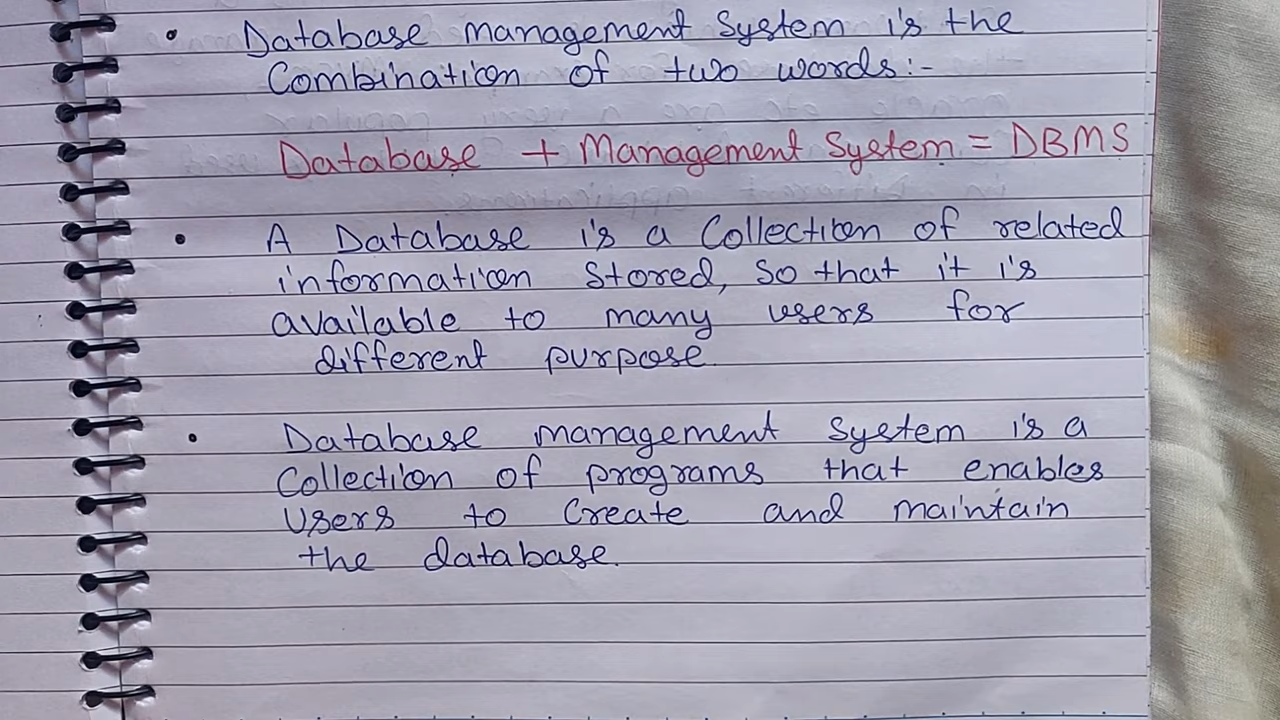 • Database management System is the
Combination of two words:-
Database + Management System = DBMS
• A Database is a Collection of related
information Stored, So that it is
available to many users for
different purpose.
• Database management System is a
Collection of programs that enables
Users to Create and maintain
the database.